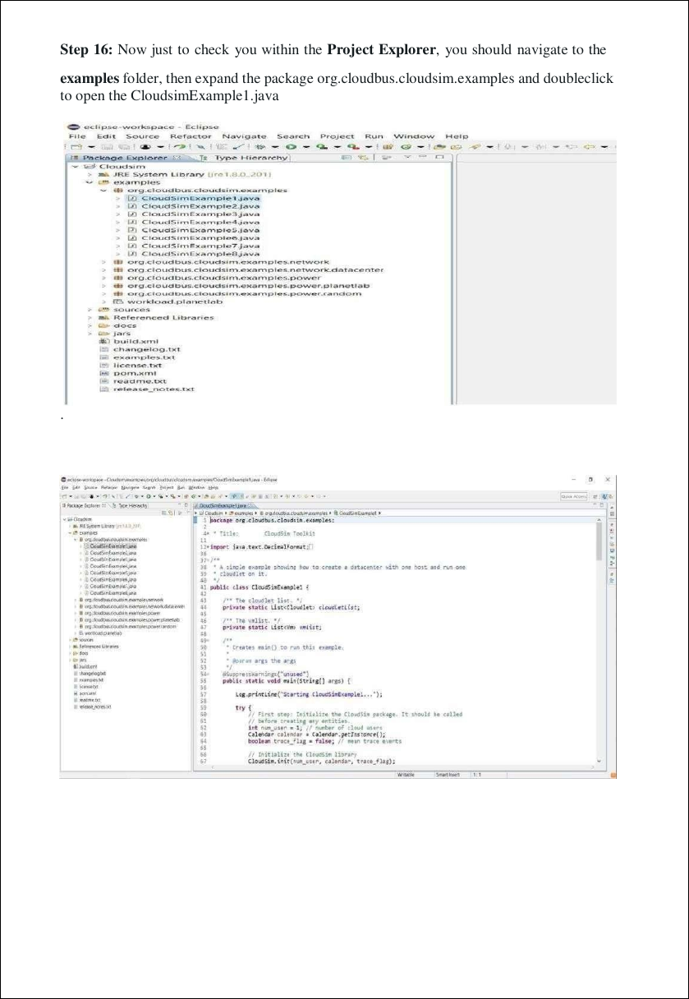 Step 16: Now just to check you within the Project Explorer, you should navigate to the
examples folder, then expand the package org.cloudbus.cloudsim.examples and doubleclick
to open the CloudsimExample1.java
eclipse-workspace - Eclipse
File Edit Source Refactor Navigate Search Project Run Window Help
Package Explorer Type Hierarchy
Cloudsim
JRE System Library [jre1.8.0_201]
examples
org.cloudbus.cloudsim.examples
CloudSimExample1.java
CloudSimExample2.java
CloudSimExample3.java
CloudSimExample4.java
CloudSimExample5.java
CloudSimExample6.java
CloudSimExample7.java
CloudSimExample8.java
org.cloudbus.cloudsim.examples.network
org.cloudbus.cloudsim.examples.network.datacenter
org.cloudbus.cloudsim.examples.power
org.cloudbus.cloudsim.examples.power.planetlab
org.cloudbus.cloudsim.examples.power.random
workload.planetlab
sources
Referenced Libraries
docs
jars
build.xml
changelog.txt
examples.txt
license.txt
pom.xml
readme.txt
release_notes.txt
.
eclipse-workspace - Cloudsim/examples/org/cloudbus/cloudsim/examples/CloudSimExample1.java - Eclipse
File Edit Source Refactor Navigate Search Project Run Window Help
Quick Access
Package Explorer Type Hierarchy
CloudSimExample1.java
Cloudsim examples org.cloudbus.cloudsim.examples CloudSimExample1
Cloudsim
JRE System Library
examples
org.cloudbus.cloudsim.examples
CloudSimExample1.java
org.cloudbus.cloudsim.examples.network
org.cloudbus.cloudsim.examples.network.datacenter
org.cloudbus.cloudsim.examples.power
org.cloudbus.cloudsim.examples.power.planetlab
org.cloudbus.cloudsim.examples.power.random
workload.planetlab
sources
Referenced Libraries
docs
jars
build.xml
changelog.txt
examples.txt
license.txt
pom.xml
readme.txt
release_notes.txt
1 package org.cloudbus.cloudsim.examples;
2
4 * Title: CloudSim Toolkit
11
12 import java.text.DecimalFormat;
36
37 /**
38 * A simple example showing how to create a datacenter with one host and run one
39 * cloudlet on it.
40 */
41 public class CloudSimExample1 {
42
43 /** The cloudlet list. */
44 private static List<Cloudlet> cloudletList;
45
46 /** The vmlist. */
47 private static List<Vm> vmlist;
48
49 /**
50 * Creates main() to run this example.
51 *
52 * @param args the args
53 */
54 @SuppressWarnings("unused")
55 public static void main(String[] args) {
56
57 Log.printLine("Starting CloudSimExample1...");
58
59 try {
60 // First step: Initialize the CloudSim package. It should be called
61 // before creating any entities.
62 int num_user = 1; // number of cloud users
63 Calendar calendar = Calendar.getInstance();
64 boolean trace_flag = false; // mean trace events
65
66 // Initialize the CloudSim library
67 CloudSim.init(num_user, calendar, trace_flag);
Writable Smart Insert 1 : 1